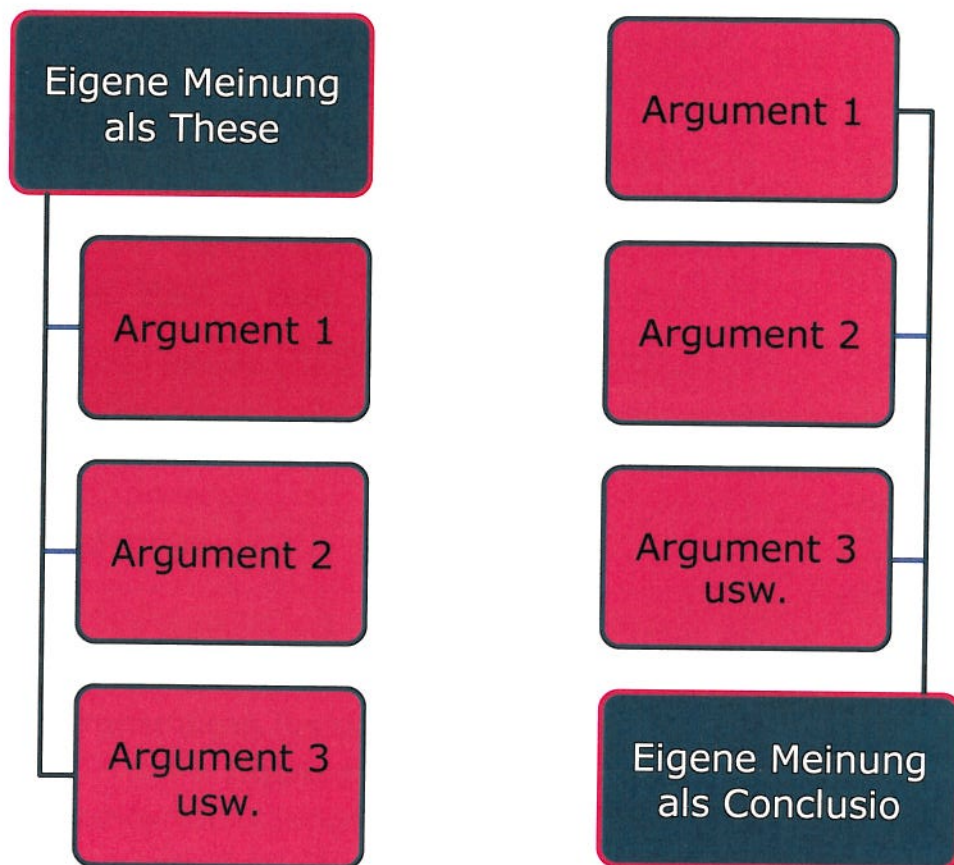 Eigene Meinung
als These
Argument 1
Argument 2
Argument 3
usw.
Argument 1
Argument 2
Argument 3
usw.
Eigene Meinung
als Conclusio